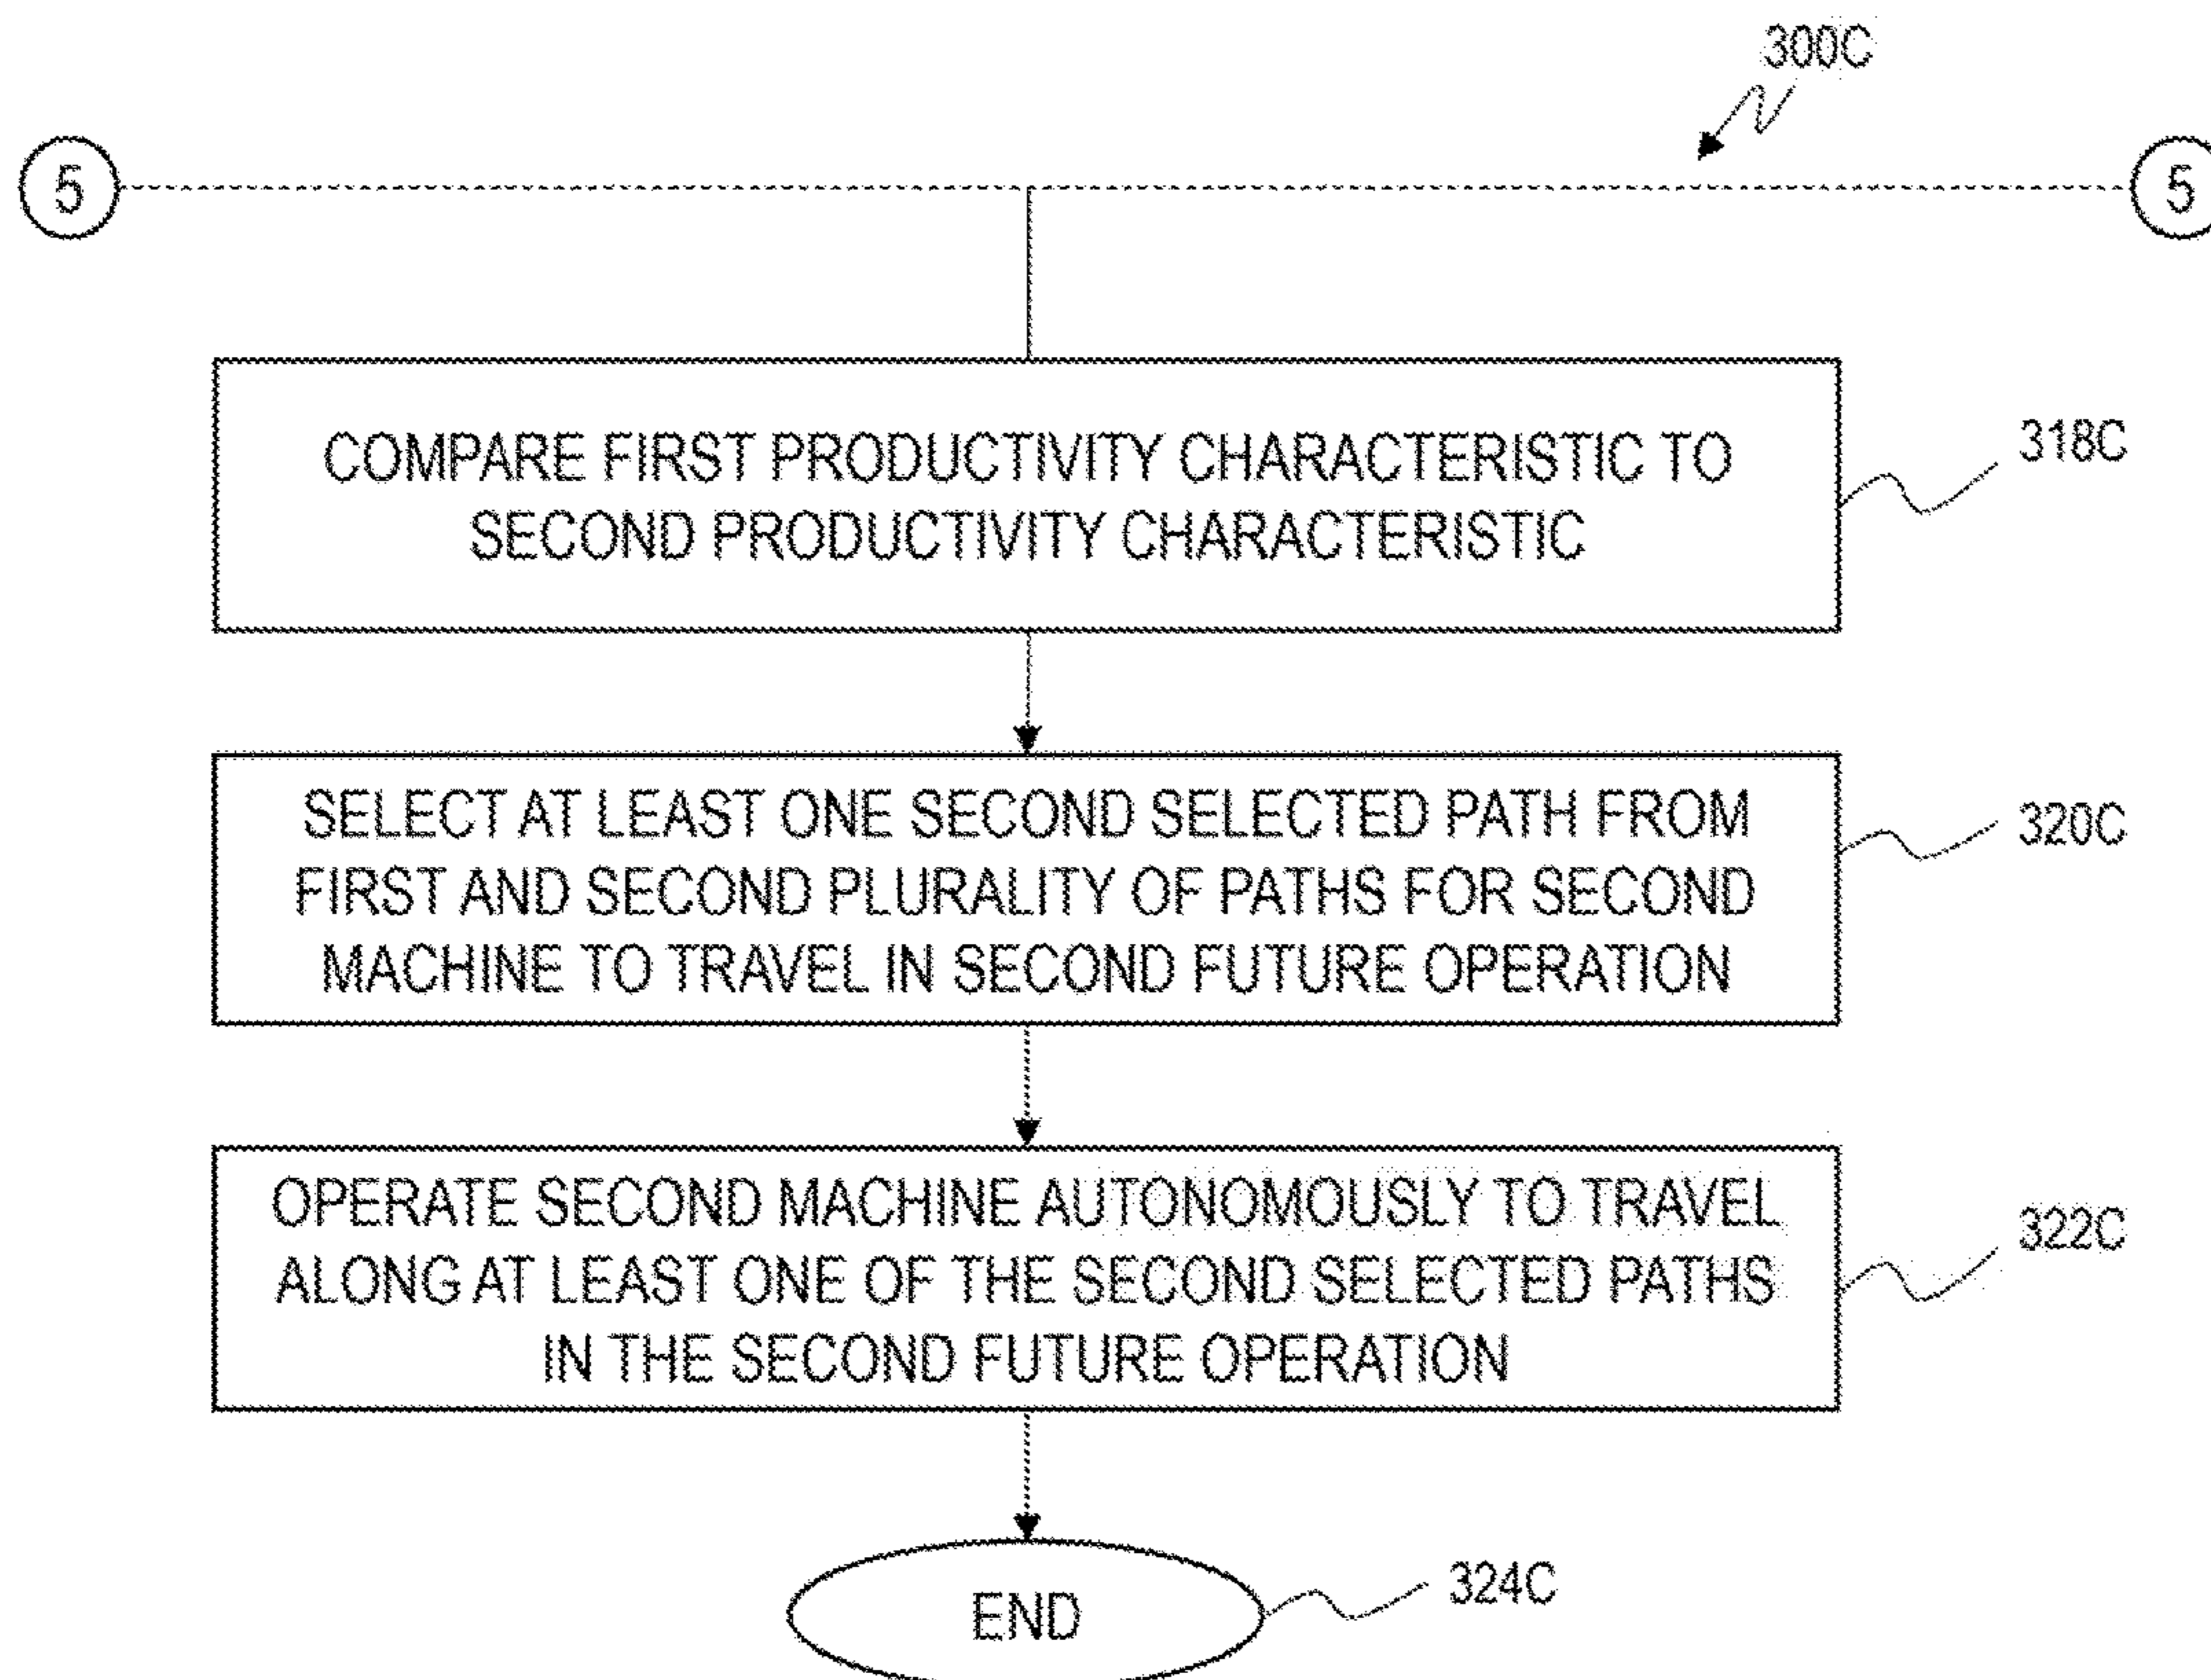 300C
5
5
COMPARE FIRST PRODUCTIVITY CHARACTERISTIC TO
SECOND PRODUCTIVITY CHARACTERISTIC
318C
SELECT AT LEAST ONE SECOND SELECTED PATH FROM
FIRST AND SECOND PLURALITY OF PATHS FOR SECOND
MACHINE TO TRAVEL IN SECOND FUTURE OPERATION
320C
OPERATE SECOND MACHINE AUTONOMOUSLY TO TRAVEL
ALONG AT LEAST ONE OF THE SECOND SELECTED PATHS
IN THE SECOND FUTURE OPERATION
322C
END
324C